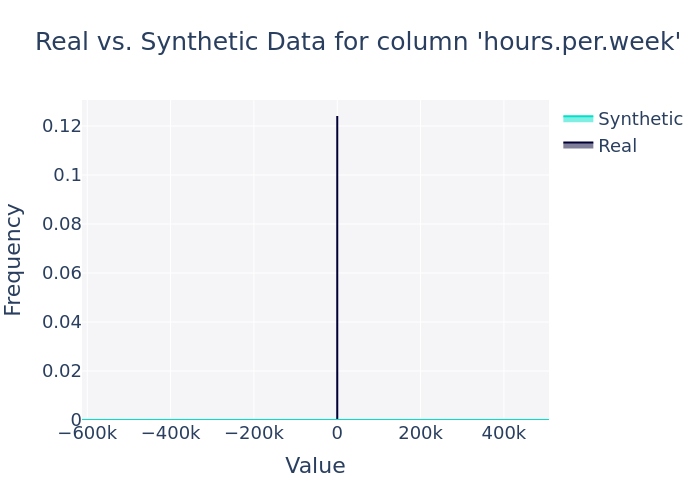 Real vs. Synthetic Data for column 'hours.per.week'
Synthetic
Real
Frequency
0.12
0.1
0.08
0.06
0.04
0.02
0
−600k −400k −200k 0 200k 400k
Value